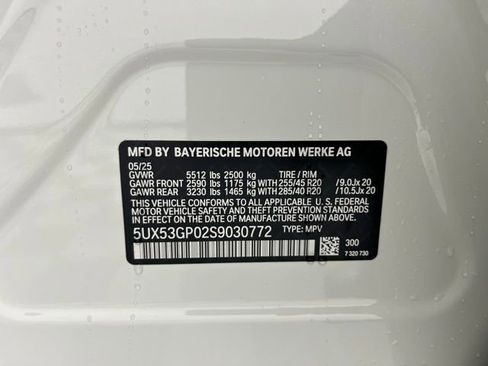 MFD BY BAYERISCHE MOTOREN WERKE AG
05/25
GVWR 5512 lbs 2500 kg TIRE / RIM
GAWR FRONT 2590 lbs 1175 kg WITH 255/45 R20 /9.0Jx 20
GAWR REAR 3230 lbs 1465 kg WITH 285/40 R20 /10.5Jx 20
THIS VEHICLE CONFORMS TO ALL APPLICABLE U. S. FEDERAL
MOTOR VEHICLE SAFETY, BUMPER, AND THEFT PREVENTION
STANDARDS IN EFFECT ON THE DATE OF MANUFACTURE
SHOWN ABOVE.
5UX53GP02S9030772 TYPE: MPV
300
7 320 730